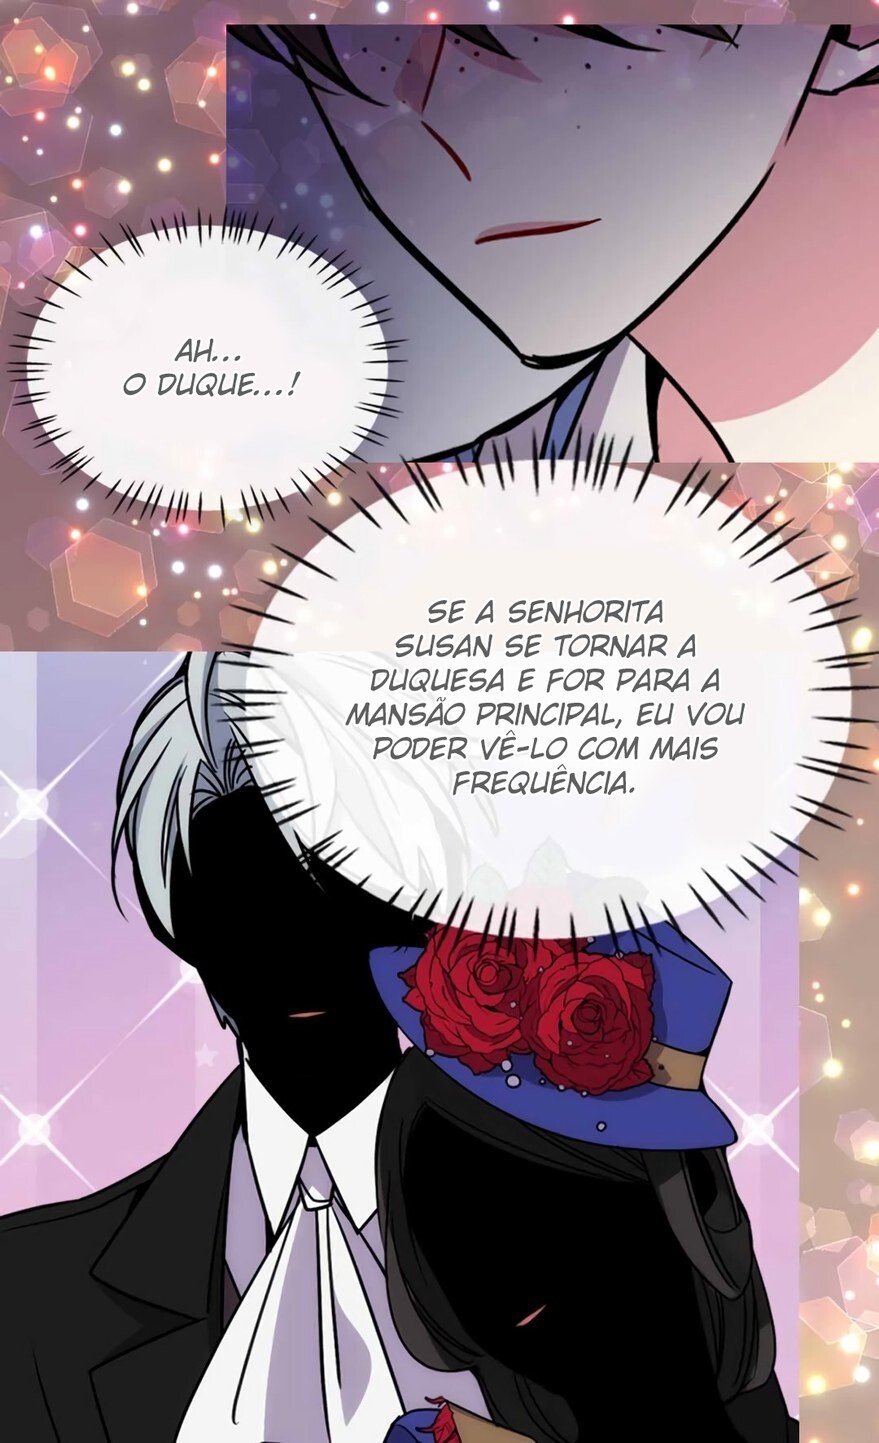 AH...
O DUQUE...!
SE A SENHORITA
SUSAN SE TORNAR A
DUQUESA E FOR PARA A
MANSÃO PRINCIPAL, EU VOU
PODER VÊ-LO COM MAIS
FREQUÊNCIA.